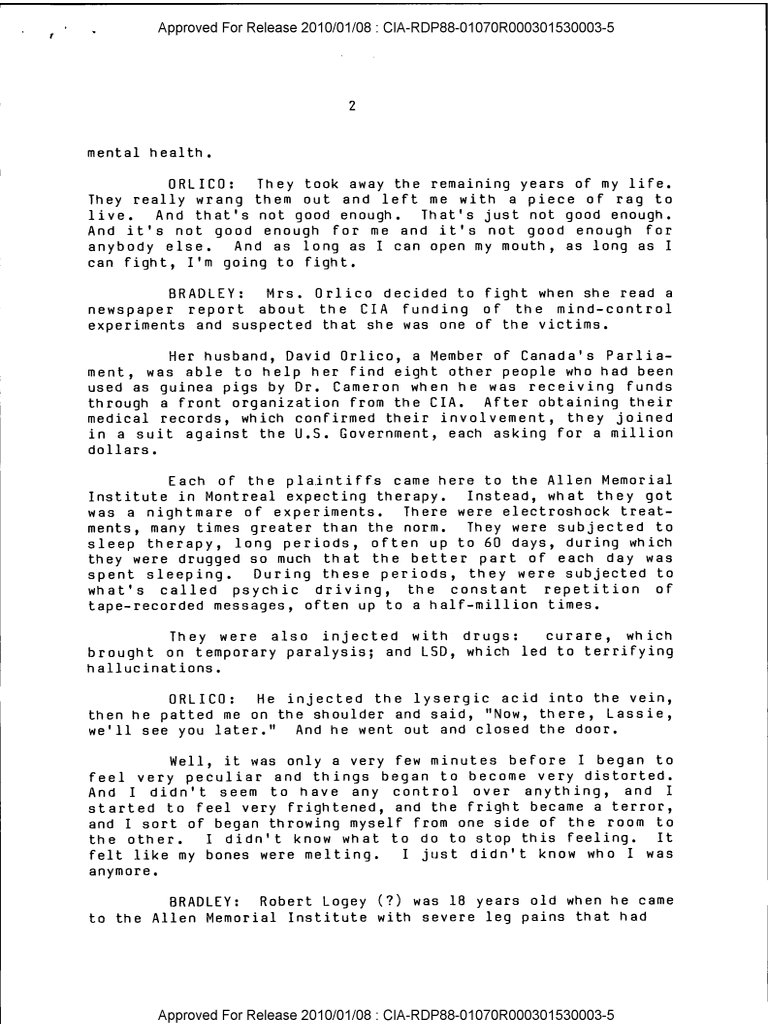 Approved For Release 2010/01/08 : CIA-RDP88-01070R000301530003-5
2
mental health.
ORLICO: They took away the remaining years of my life.
They really wrang them out and left me with a piece of rag to
live. And that's not good enough. That's just not good enough.
And it's not good enough for me and it's not good enough for
anybody else. And as long as I can open my mouth, as long as I
can fight, I'm going to fight.
BRADLEY: Mrs. Orlico decided to fight when she read a
newspaper report about the CIA funding of the mind-control
experiments and suspected that she was one of the victims.
Her husband, David Orlico, a Member of Canada's Parlia-
ment, was able to help her find eight other people who had been
used as guinea pigs by Dr. Cameron when he was receiving funds
through a front organization from the CIA. After obtaining their
medical records, which confirmed their involvement, they joined
in a suit against the U.S. Government, each asking for a million
dollars.
Each of the plaintiffs came here to the Allen Memorial
Institute in Montreal expecting therapy. Instead, what they got
was a nightmare of experiments. There were electroshock treat-
ments, many times greater than the norm. They were subjected to
sleep therapy, long periods, often up to 60 days, during which
they were drugged so much that the better part of each day was
spent sleeping. During these periods, they were subjected to
what's called psychic driving, the constant repetition of
tape-recorded messages, often up to a half-million times.
They were also injected with drugs: curare, which
brought on temporary paralysis; and LSD, which led to terrifying
hallucinations.
ORLICO: He injected the lysergic acid into the vein,
then he patted me on the shoulder and said, "Now, there, Lassie,
we'll see you later." And he went out and closed the door.
Well, it was only a very few minutes before I began to
feel very peculiar and things began to become very distorted.
And I didn't seem to have any control over anything, and I
started to feel very frightened, and the fright became a terror,
and I sort of began throwing myself from one side of the room to
the other. I didn't know what to do to stop this feeling. It
felt like my bones were melting. I just didn't know who I was
anymore.
BRADLEY: Robert Logey (?) was 18 years old when he came
to the Allen Memorial Institute with severe leg pains that had
Approved For Release 2010/01/08 : CIA-RDP88-01070R000301530003-5